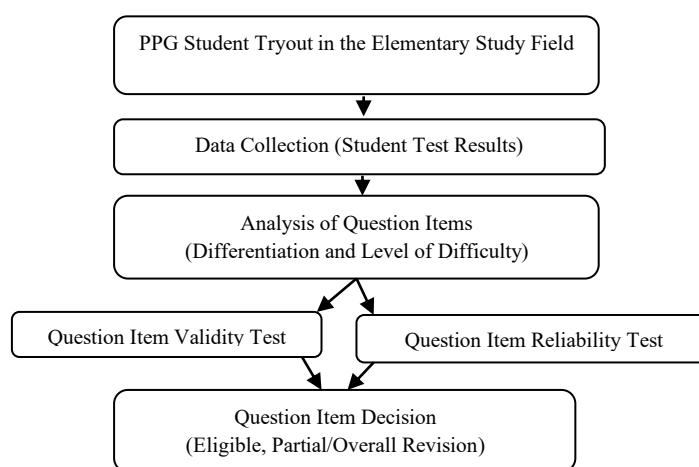 PPG Student Tryout in the Elementary Study Field
Data Collection (Student Test Results)
Analysis of Question Items
(Differentiation and Level of Difficulty)
Question Item Validity Test
Question Item Reliability Test
Question Item Decision
(Eligible, Partial/Overall Revision)